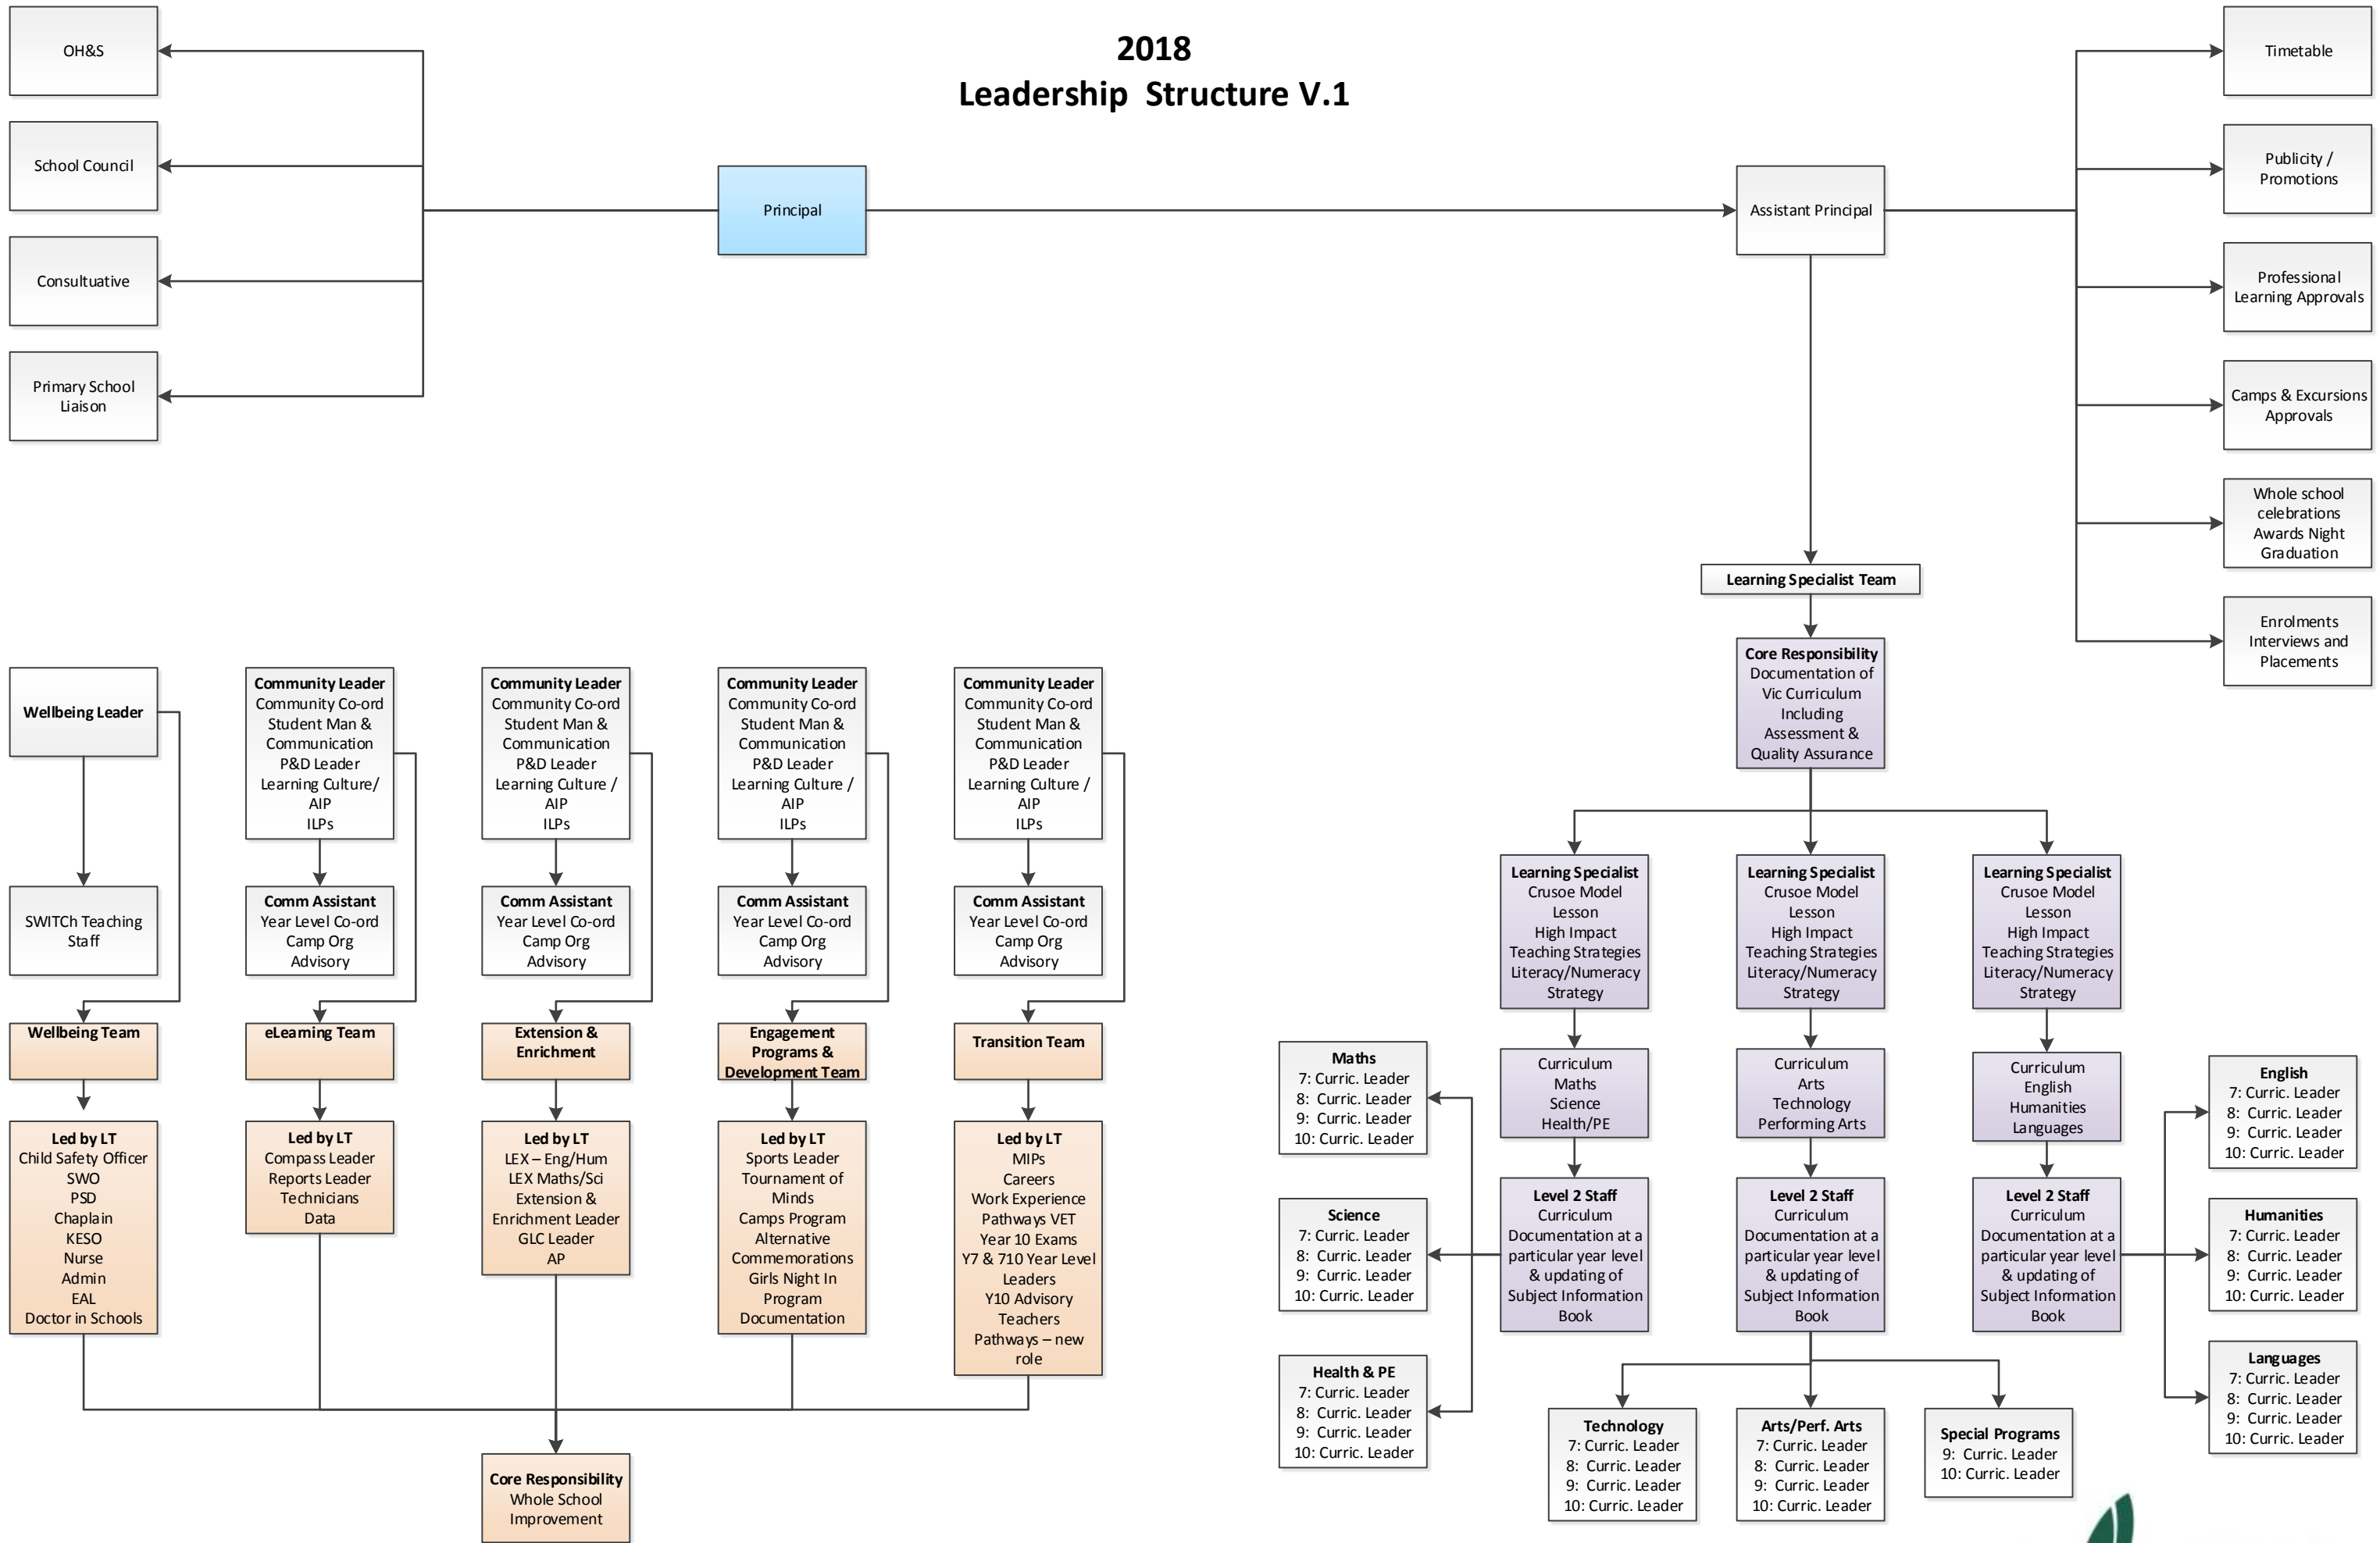 2018
Leadership Structure V.1
OH&S
School Council
Consultuative
Primary School
Liaison
Principal
Assistant Principal
Timetable
Publicity /
Promotions
Professional
Learning Approvals
Camps & Excursions
Approvals
Whole school
celebrations
Awards Night
Graduation
Enrolments
Interviews and
Placements
Learning Specialist Team
Core Responsibility
Documentation of
Vic Curriculum
Including
Assessment &
Quality Assurance
Wellbeing Leader
SWITCh Teaching
Staff
Wellbeing Team
Led by LT
Child Safety Officer
SWO
PSD
Chaplain
KESO
Nurse
Admin
EAL
Doctor in Schools
Community Leader
Community Co-ord
Student Man &
Communication
P&D Leader
Learning Culture/
AIP
ILPs
Comm Assistant
Year Level Co-ord
Camp Org
Advisory
eLearning Team
Led by LT
Compass Leader
Reports Leader
Technicians
Data
Community Leader
Community Co-ord
Student Man &
Communication
P&D Leader
Learning Culture /
AIP
ILPs
Comm Assistant
Year Level Co-ord
Camp Org
Advisory
Extension &
Enrichment
Led by LT
LEX – Eng/Hum
LEX Maths/Sci
Extension &
Enrichment Leader
GLC Leader
AP
Community Leader
Community Co-ord
Student Man &
Communication
P&D Leader
Learning Culture /
AIP
ILPs
Comm Assistant
Year Level Co-ord
Camp Org
Advisory
Engagement
Programs &
Development Team
Led by LT
Sports Leader
Tournament of
Minds
Camps Program
Alternative
Commemorations
Girls Night In
Program
Documentation
Community Leader
Community Co-ord
Student Man &
Communication
P&D Leader
Learning Culture /
AIP
ILPs
Comm Assistant
Year Level Co-ord
Camp Org
Advisory
Transition Team
Led by LT
MIPs
Careers
Work Experience
Pathways VET
Year 10 Exams
Y7 & 710 Year Level
Leaders
Y10 Advisory
Teachers
Pathways – new
role
Core Responsibility
Whole School
Improvement
Learning Specialist
Crusoe Model
Lesson
High Impact
Teaching Strategies
Literacy/Numeracy
Strategy
Curriculum
Maths
Science
Health/PE
Level 2 Staff
Curriculum
Documentation at a
particular year level
& updating of
Subject Information
Book
Maths
7: Curric. Leader
8: Curric. Leader
9: Curric. Leader
10: Curric. Leader
Science
7: Curric. Leader
8: Curric. Leader
9: Curric. Leader
10: Curric. Leader
Health & PE
7: Curric. Leader
8: Curric. Leader
9: Curric. Leader
10: Curric. Leader
Learning Specialist
Crusoe Model
Lesson
High Impact
Teaching Strategies
Literacy/Numeracy
Strategy
Curriculum
Arts
Technology
Performing Arts
Level 2 Staff
Curriculum
Documentation at a
particular year level
& updating of
Subject Information
Book
Technology
7: Curric. Leader
8: Curric. Leader
9: Curric. Leader
10: Curric. Leader
Arts/Perf. Arts
7: Curric. Leader
8: Curric. Leader
9: Curric. Leader
10: Curric. Leader
Special Programs
9: Curric. Leader
10: Curric. Leader
Learning Specialist
Crusoe Model
Lesson
High Impact
Teaching Strategies
Literacy/Numeracy
Strategy
Curriculum
English
Humanities
Languages
Level 2 Staff
Curriculum
Documentation at a
particular year level
& updating of
Subject Information
Book
English
7: Curric. Leader
8: Curric. Leader
9: Curric. Leader
10: Curric. Leader
Humanities
7: Curric. Leader
8: Curric. Leader
9: Curric. Leader
10: Curric. Leader
Languages
7: Curric. Leader
8: Curric. Leader
9: Curric. Leader
10: Curric. Leader